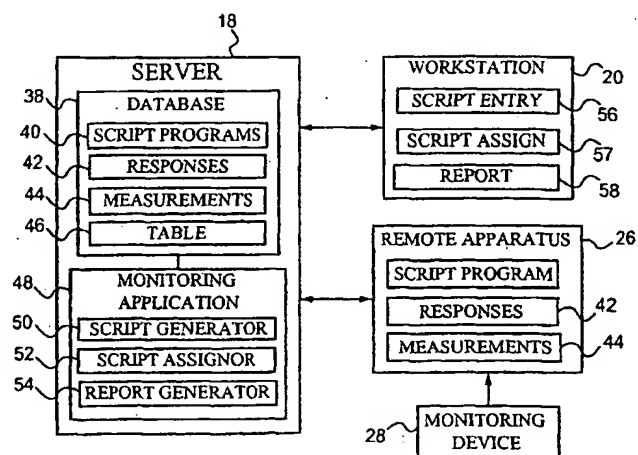 18
SERVER
38
DATABASE
40
SCRIPT PROGRAMS
42
RESPONSES
44
MEASUREMENTS
46
TABLE
48
MONITORING
APPLICATION
50
SCRIPT GENERATOR
52
SCRIPT ASSIGNOR
54
REPORT GENERATOR
WORKSTATION
20
SCRIPT ENTRY
56
SCRIPT ASSIGN
57
REPORT
58
REMOTE APPARATUS
26
SCRIPT PROGRAM
RESPONSES
42
MEASUREMENTS
44
28
MONITORING
DEVICE